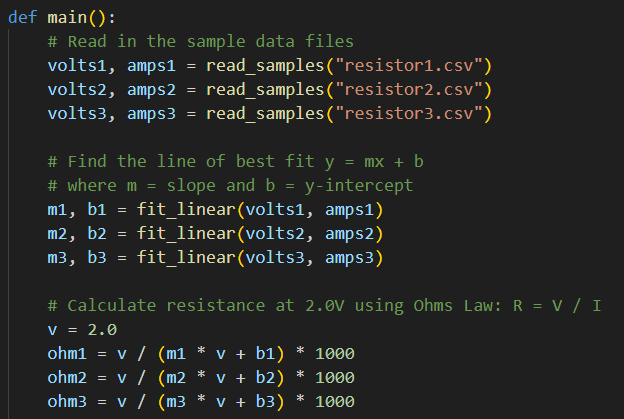 def main():
    # Read in the sample data files
    volts1, amps1 = read_samples("resistor1.csv")
    volts2, amps2 = read_samples("resistor2.csv")
    volts3, amps3 = read_samples("resistor3.csv")

    # Find the line of best fit y = mx + b
    # where m = slope and b = y-intercept
    m1, b1 = fit_linear(volts1, amps1)
    m2, b2 = fit_linear(volts2, amps2)
    m3, b3 = fit_linear(volts3, amps3)

    # Calculate resistance at 2.0V using Ohms Law: R = V / I
    v = 2.0
    ohm1 = v / (m1 * v + b1) * 1000
    ohm2 = v / (m2 * v + b2) * 1000
    ohm3 = v / (m3 * v + b3) * 1000